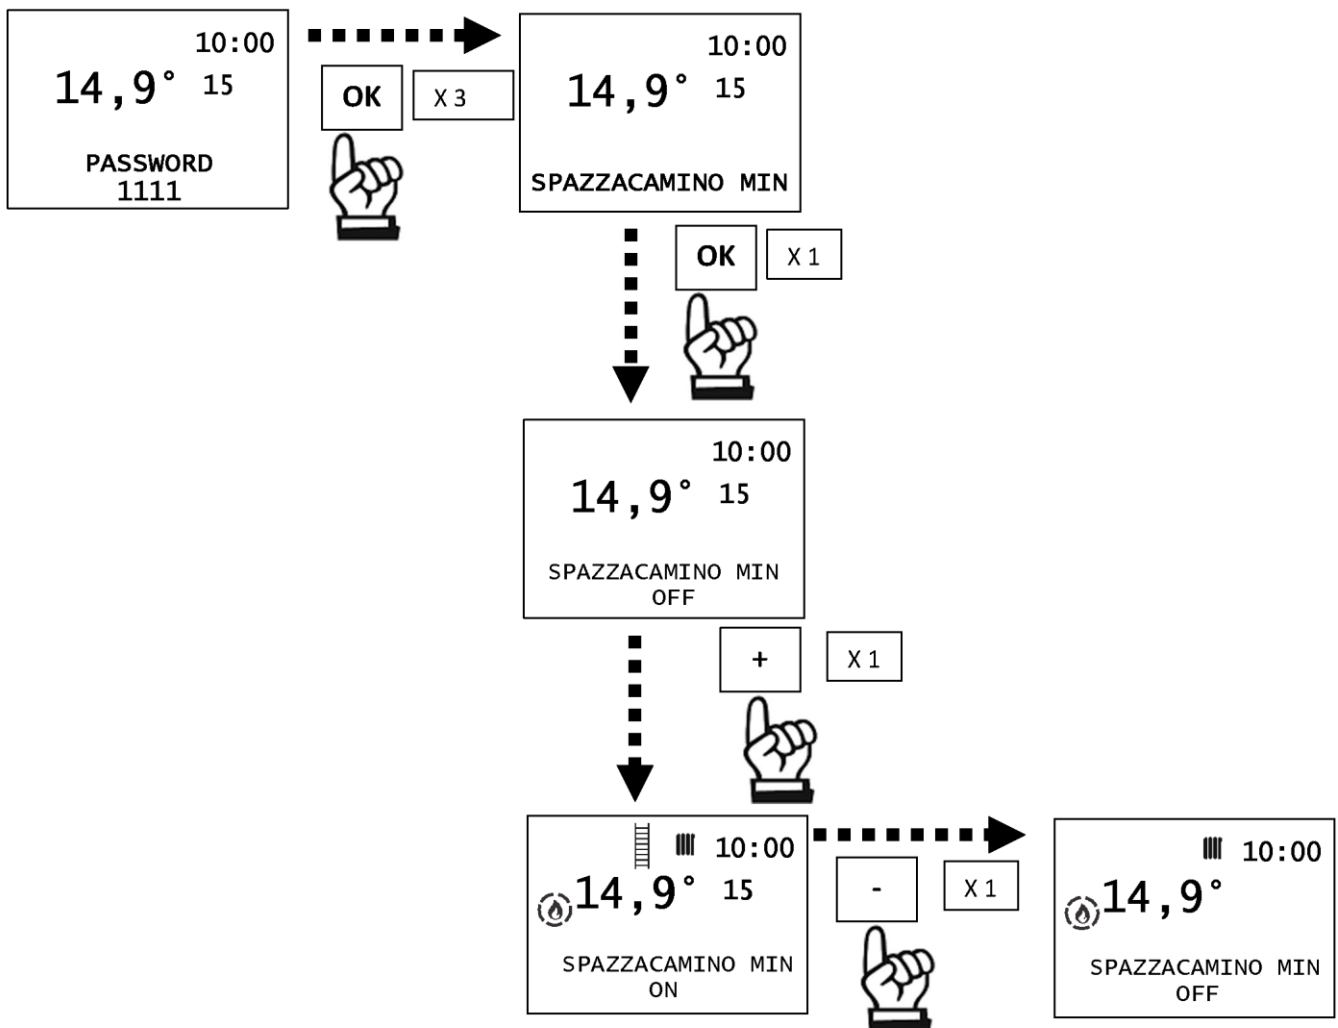 10:00
14,9° 15
PASSWORD
1111
OK
X 3
10:00
14,9° 15
SPAZZACAMINO MIN
OK
X 1
10:00
14,9° 15
SPAZZACAMINO MIN
OFF
+
X 1
10:00
14,9° 15
SPAZZACAMINO MIN
ON
-
X 1
10:00
14,9°
SPAZZACAMINO MIN
OFF